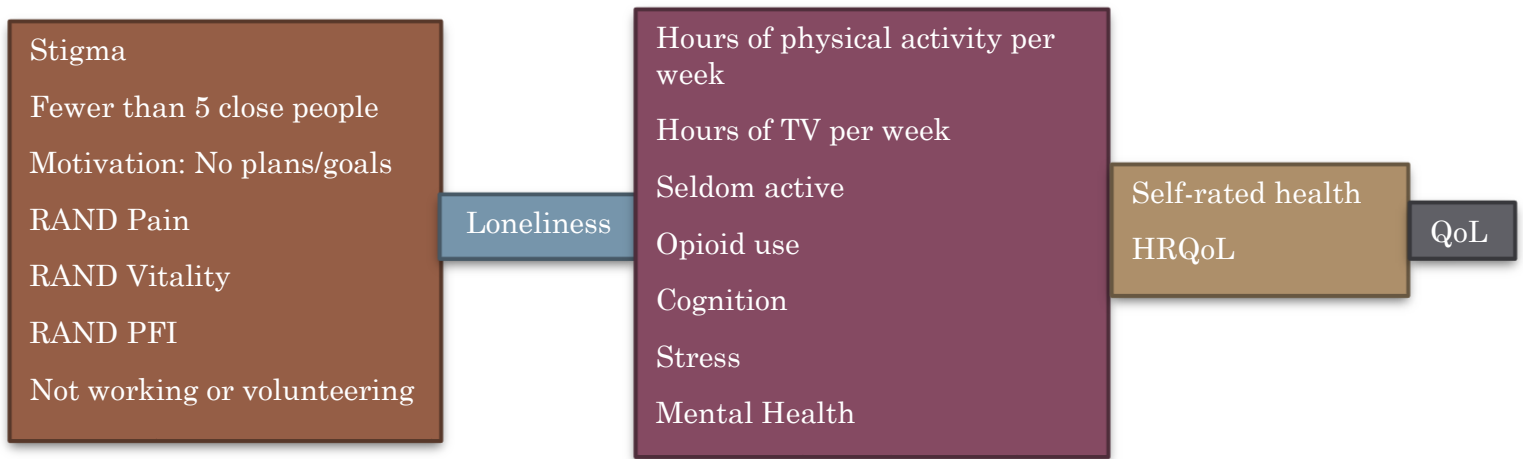 Stigma
Fewer than 5 close people
Motivation: No plans/goals
RAND Pain
RAND Vitality
RAND PFI
Not working or volunteering
Loneliness
Hours of physical activity per
week
Hours of TV per week
Seldom active
Opioid use
Cognition
Stress
Mental Health
Self-rated health
HRQoL
QoL